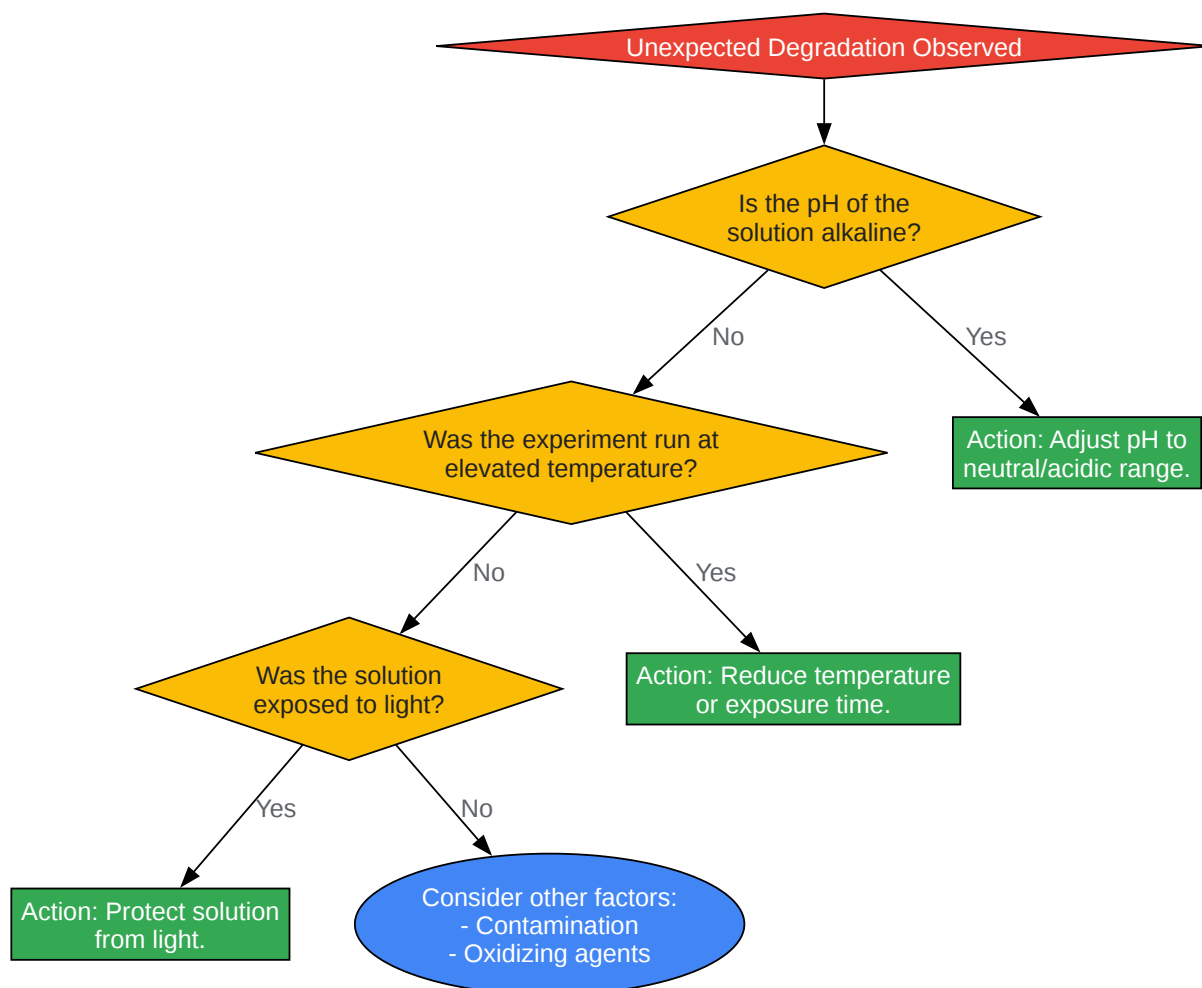 Unexpected Degradation Observed
Is the pH of the
solution alkaline?
No
Yes
Was the experiment run at
elevated temperature?
Action: Adjust pH to
neutral/acidic range.
No
Yes
Was the solution
exposed to light?
Action: Reduce temperature
or exposure time.
Yes
No
Action: Protect solution
from light.
Consider other factors:
- Contamination
- Oxidizing agents